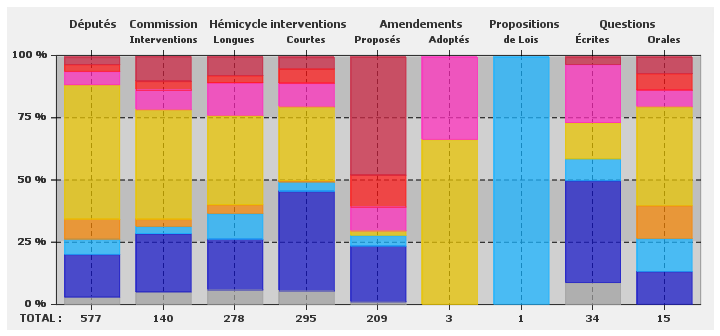 Députés Commission Hémicycle interventions Amendements Propositions Questions
Interventions Longues Courtes Proposés Adoptés de Lois Écrites Orales
100 %
75 %
50 %
25 %
0 %
TOTAL : 577 140 278 295 209 3 1 34 15